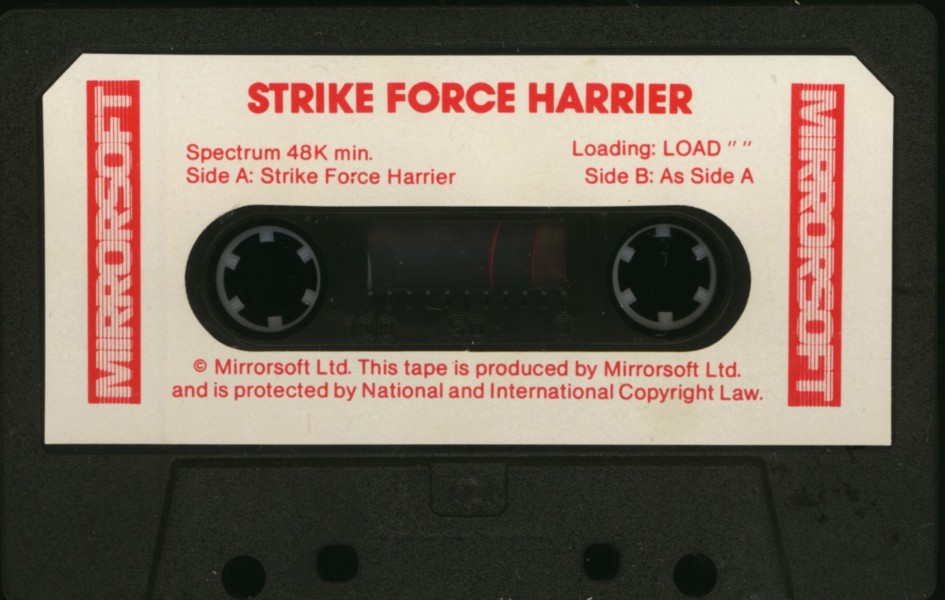 STRIKE FORCE HARRIER
MIRRORSOFT
Spectrum 48K min.
Side A: Strike Force Harrier
Loading: LOAD " "
Side B: As Side A
MIRRORSOFT
© Mirrorsoft Ltd. This tape is produced by Mirrorsoft Ltd.
and is protected by National and International Copyright Law.